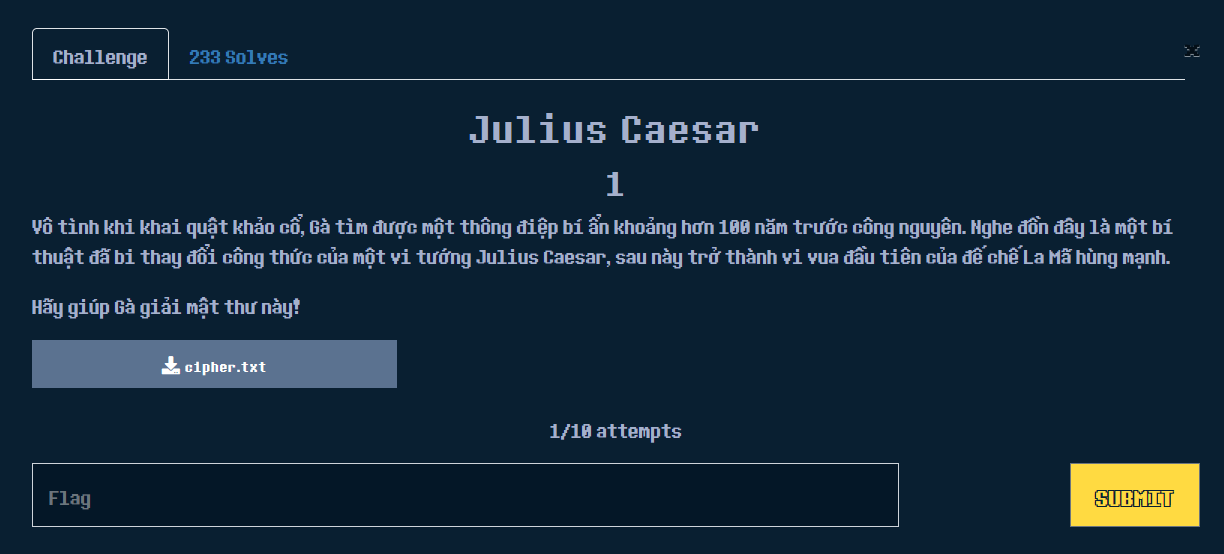 Challenge
233 Solves
×
Julius Caesar
1
Vô tình khi khai quật khảo cổ, Gà tìm được một thông điệp bí ẩn khoảng hơn 100 năm trước công nguyên. Nghe đồn đây là một bí
thuật đã bi thay đổi công thức của một vi tướng Julius Caesar, sau này trở thành vi vua đầu tiên của đế chế La Mã hùng mạnh.
Hãy giúp Gà giải mật thư này!
cipher.txt
1/10 attempts
Flag
SUBMIT